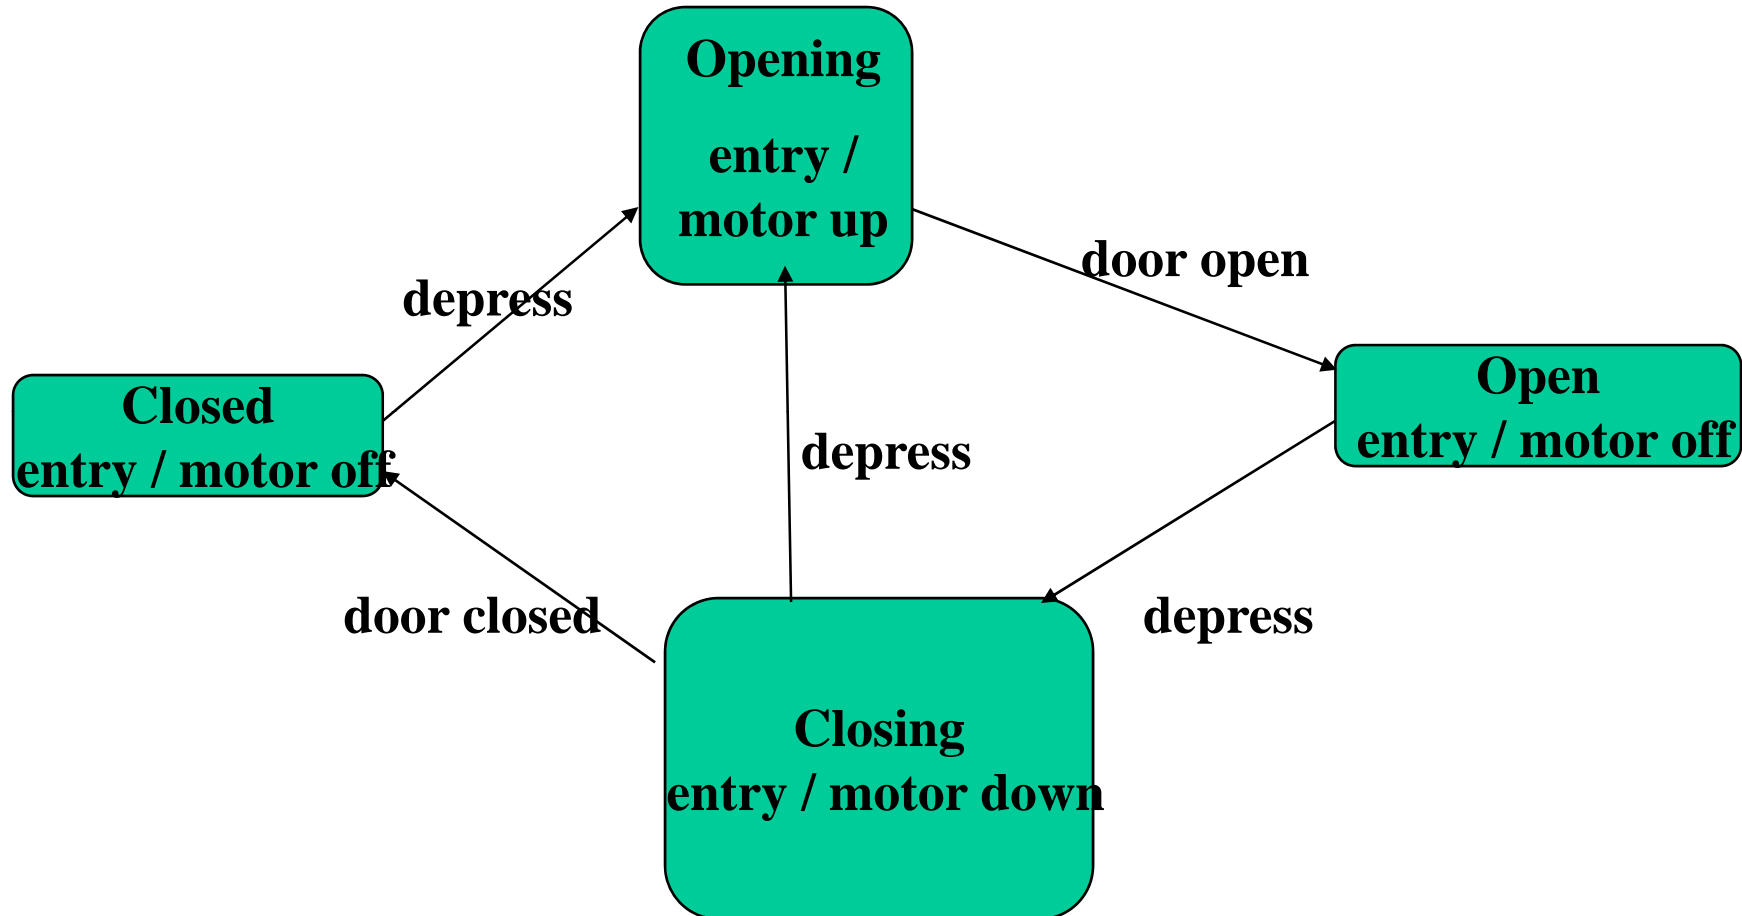 Opening
entry /
motor up
door open
depress
Open
entry / motor off
Closed
entry / motor off
depress
door closed
depress
Closing
entry / motor down